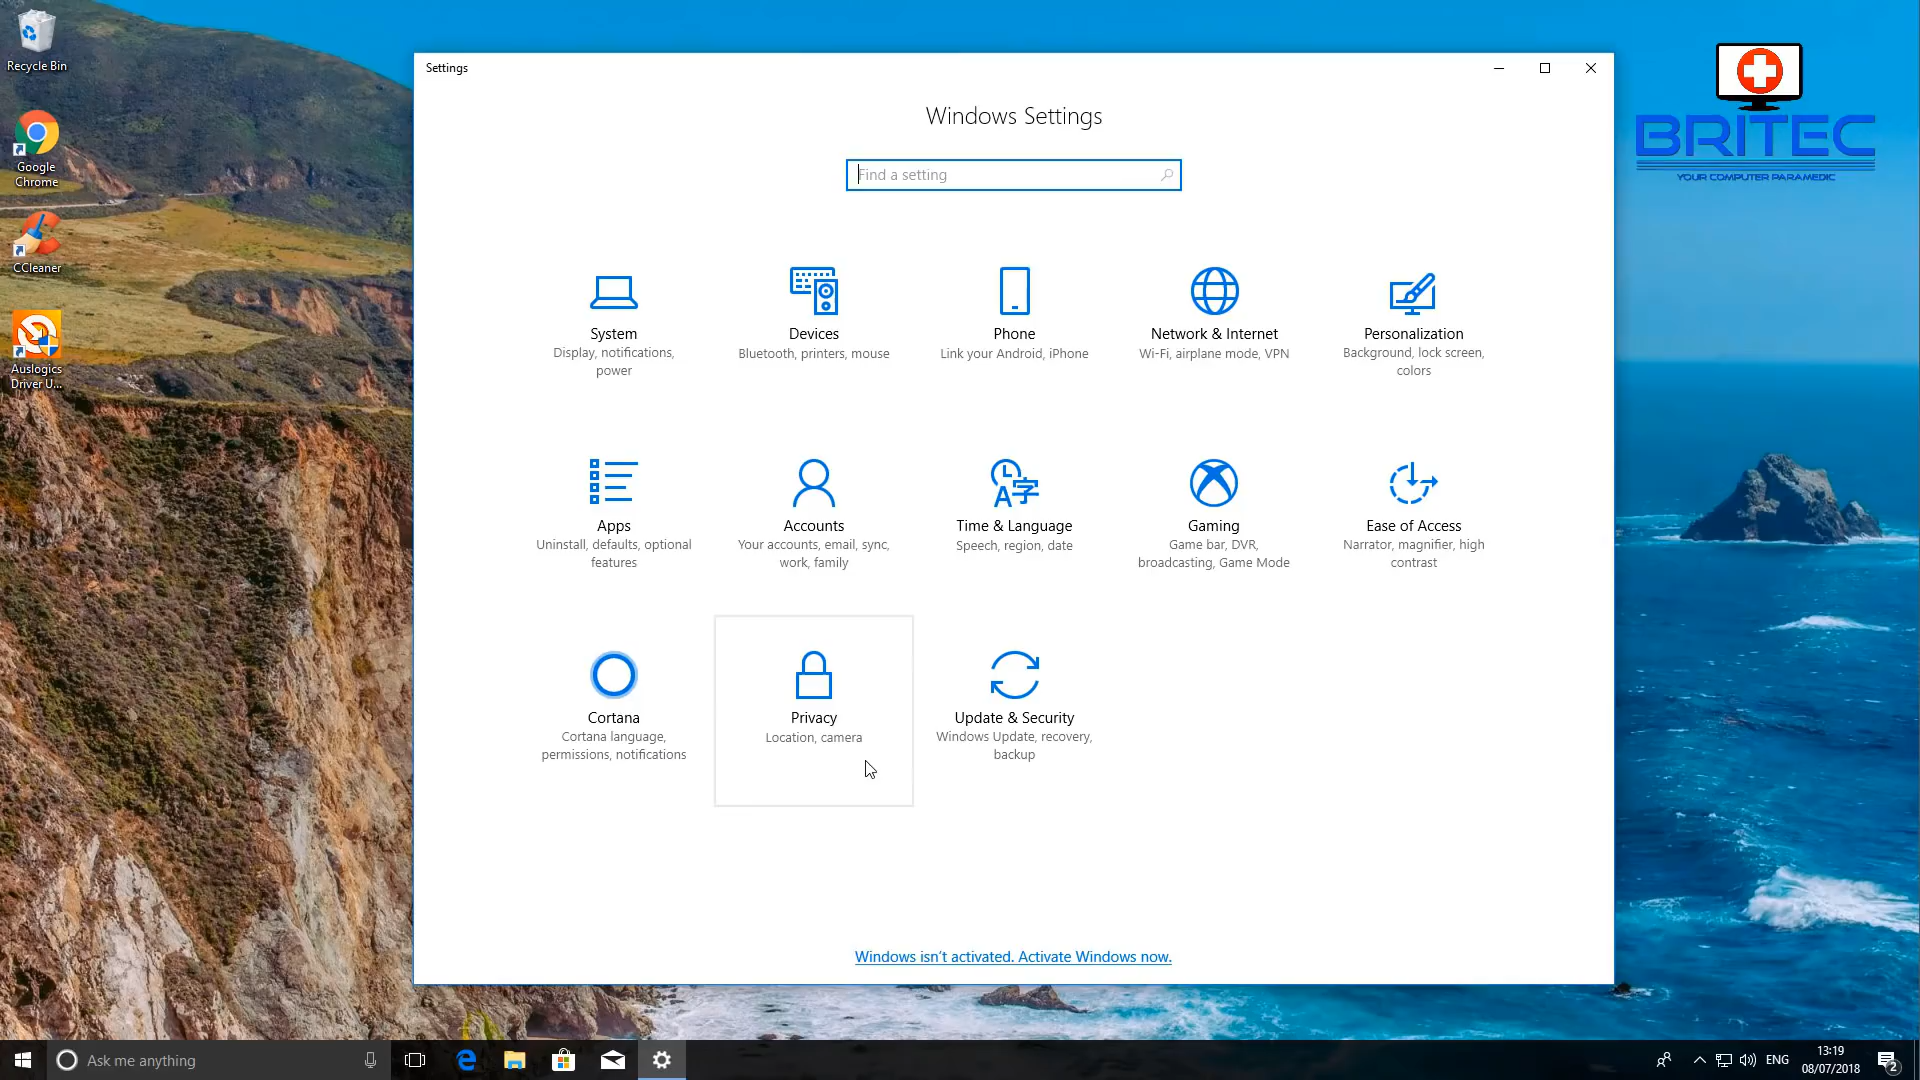 Recycle Bin
Google
Chrome
CCleaner
Auslogics
Driver U...
Settings
Windows Settings
Find a setting
System
Display, notifications,
power
Devices
Bluetooth, printers, mouse
Phone
Link your Android, iPhone
Network & Internet
Wi-Fi, airplane mode, VPN
Personalization
Background, lock screen,
colors
Apps
Uninstall, defaults, optional
features
Accounts
Your accounts, email, sync,
work, family
Time & Language
Speech, region, date
Gaming
Game bar, DVR,
broadcasting, Game Mode
Ease of Access
Narrator, magnifier, high
contrast
Cortana
Cortana language,
permissions, notifications
Privacy
Location, camera
Update & Security
Windows Update, recovery,
backup
Windows isn't activated. Activate Windows now.
BRITEC
YOUR COMPUTER PARAMEDIC
Ask me anything
ENG
13:19
08/07/2018
2